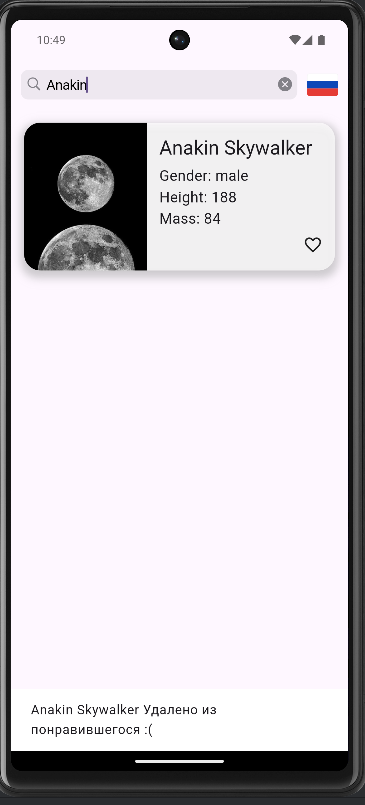 10:49
Anakin
Anakin Skywalker
Gender: male
Height: 188
Mass: 84
Anakin Skywalker Удалено из
понравившегося :(